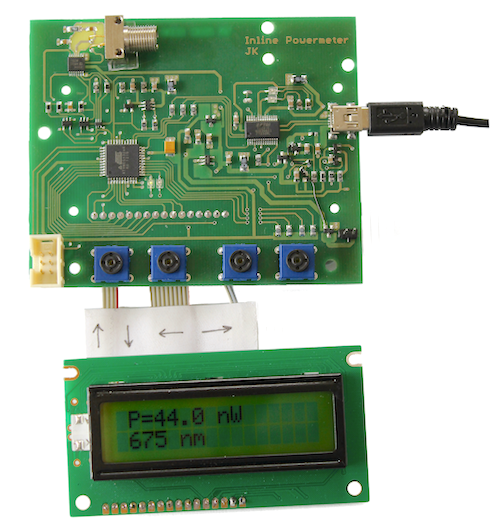 Inline Powermeter
JK
↑ ↓ ← →
P=44.0 nW
675 nm